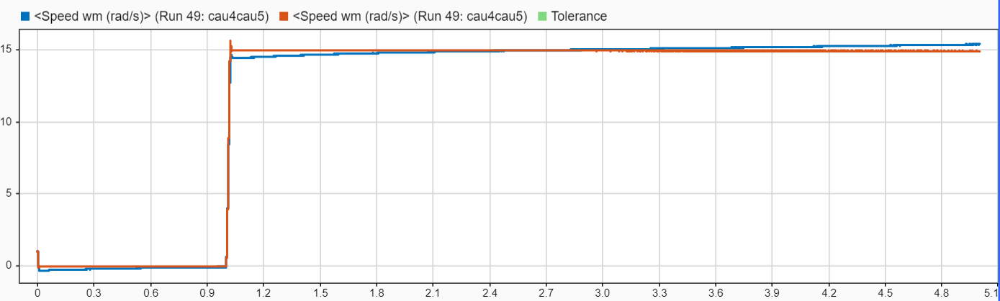 <Speed wm (rad/s)> (Run 49: cau4cau5) <Speed wm (rad/s)> (Run 49: cau4cau5) Tolerance
15
10
5
0
0 0.3 0.6 0.9 1.2 1.5 1.8 2.1 2.4 2.7 3.0 3.3 3.6 3.9 4.2 4.5 4.8 5.1